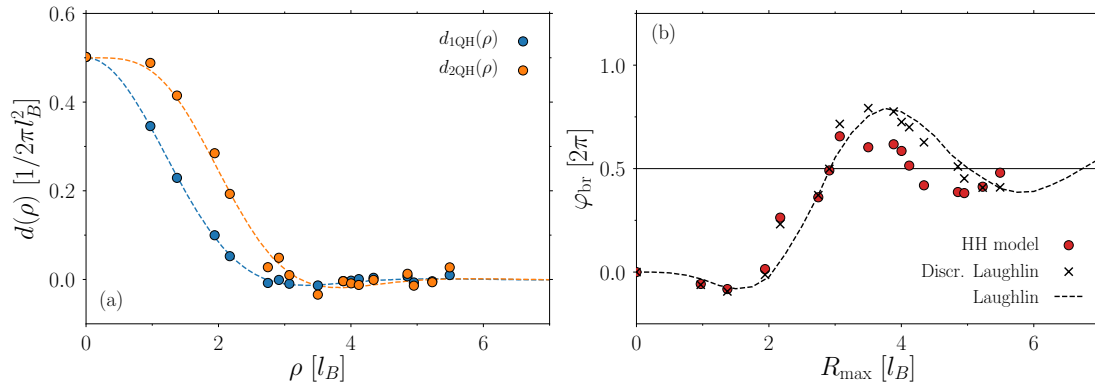 0.6
0.4
0.2
0.0
d(ρ) [1/2πl_B^2]
(a)
d_1QH(ρ)
d_2QH(ρ)
0 2 4 6
ρ [l_B]
(b)
1.0
0.5
0.0
φ_br [2π]
HH model
Discr. Laughlin
Laughlin
0 2 4 6
R_max [l_B]